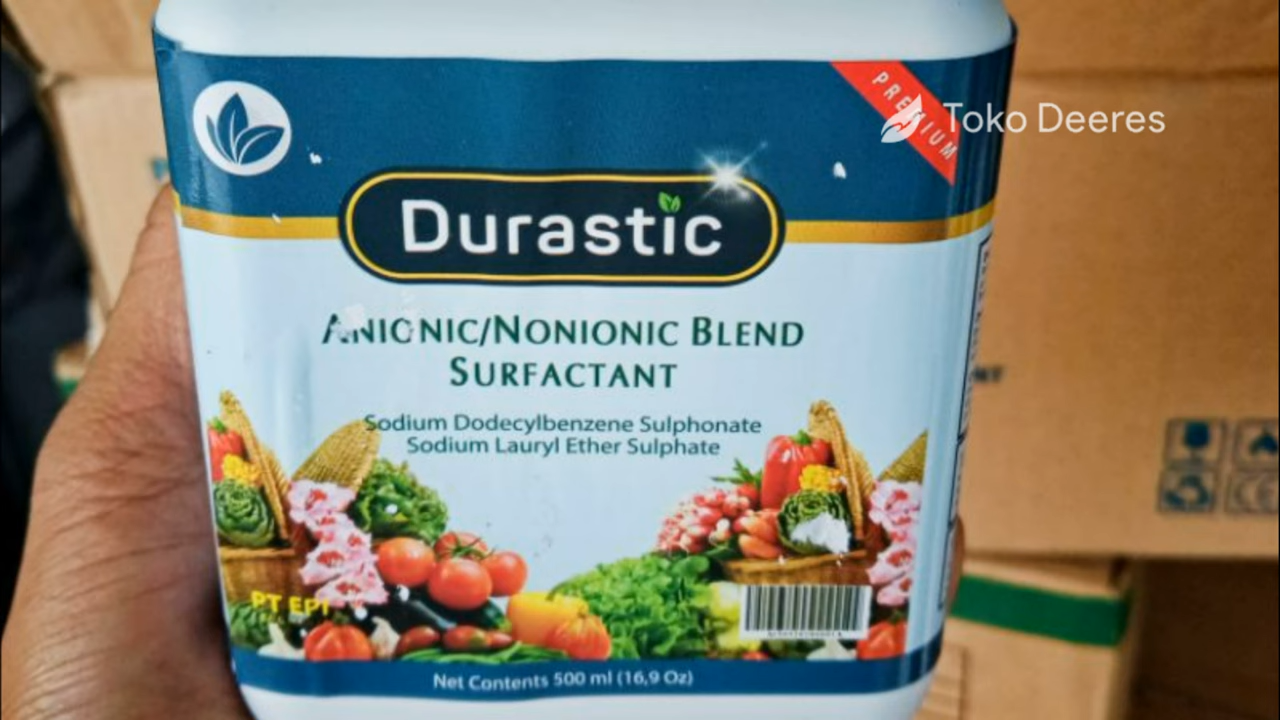 PREMIUM
Toko Deeres
Durastic
ANIONIC/NONIONIC BLEND
SURFACTANT
Sodium Dodecylbenzene Sulphonate
Sodium Lauryl Ether Sulphate
PT EPI
Net Contents 500 ml (16,9 Oz)